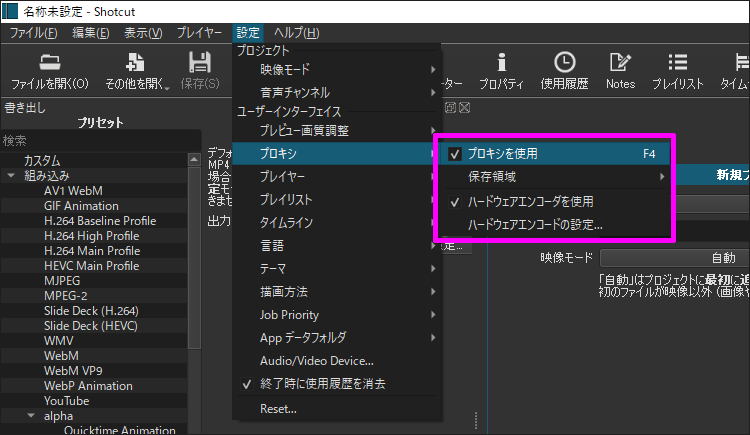 名称未設定 - Shotcut
ファイル(F) 編集(E) 表示(V) プレイヤー 設定 ヘルプ(H)
ファイルを開く(O) その他を開く. 保存(S) ーター プロパティ 使用履歴 Notes プレイリスト タイム
書き出し
プリセット
検索
カスタム
組み込み
AV1 WebM
GIF Animation
H.264 Baseline Profile
H.264 High Profile
H.264 Main Profile
HEVC Main Profile
MJPEG
MPEG-2
Slide Deck (H.264)
Slide Deck (HEVC)
WMV
WebM
WebM VP9
WebP Animation
YouTube
alpha
Quicktime Animation
デフォ
MP4
場合
定モ
きませ
出力
プロジェクト
映像モード
音声チャンネル
ユーザーインターフェイス
プレビュー画質調整
プロキシ
プレイヤー
プレイリスト
タイムライン
言語
テーマ
描画方法
Job Priority
App データフォルダ
Audio/Video Device...
終了時に使用履歴を消去
Reset...
プロキシを使用 F4
保存領域
ハードウェアエンコーダを使用
ハードウェアエンコードの設定...
定...
新規プ
映像モード 自動
「自動」はプロジェクトに最初に追
初のファイルが映像以外 (画像や